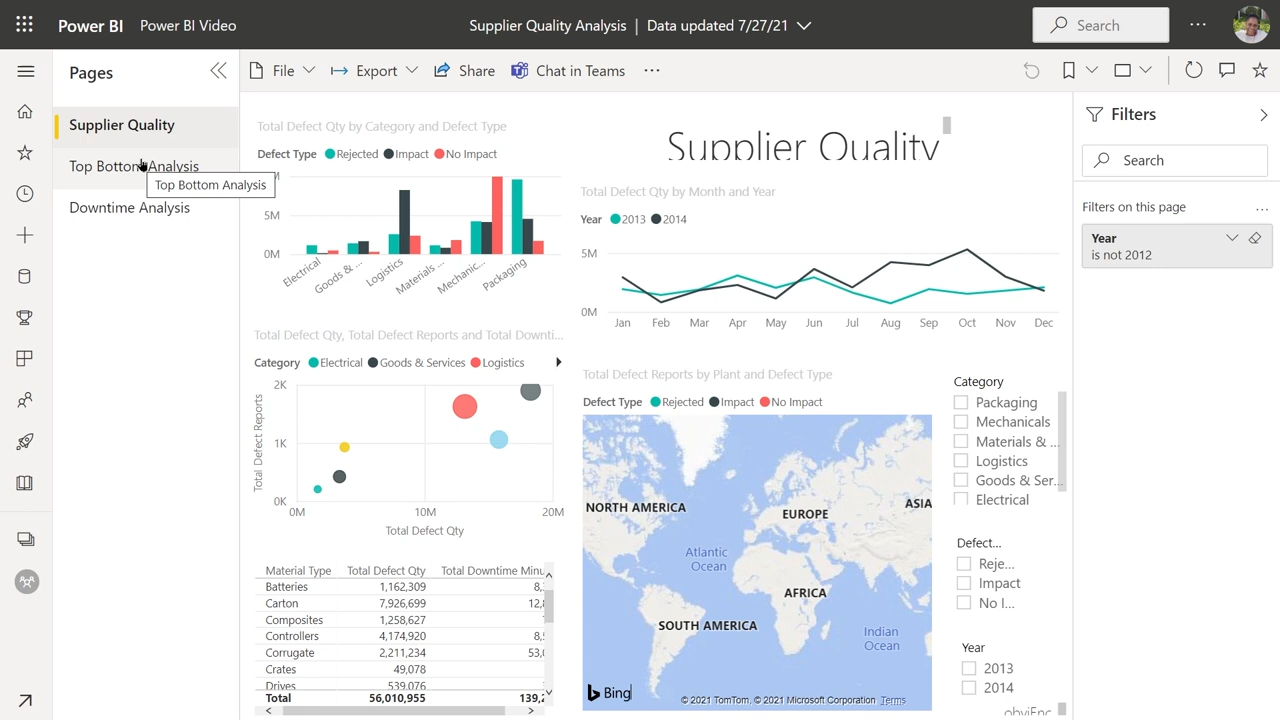 Power BI Power BI Video Supplier Quality Analysis | Data updated 7/27/21 Search ...
Pages
File Export Share Chat in Teams ...
Supplier Quality
Top Bottom Analysis
Top Bottom Analysis
Downtime Analysis
Total Defect Qty by Category and Defect Type
Defect Type Rejected Impact No Impact
5M
0M
Electrical Goods & ... Logistics Materials ... Mechanic... Packaging
Supplier Quality
Total Defect Qty by Month and Year
Year 2013 2014
5M
0M
Jan Feb Mar Apr May Jun Jul Aug Sep Oct Nov Dec
Total Defect Qty, Total Defect Reports and Total Downti...
Category Electrical Goods & Services Logistics
Total Defect Reports
2K
1K
0K
0M 10M 20M
Total Defect Qty
Total Defect Reports by Plant and Defect Type
Defect Type Rejected Impact No Impact
NORTH AMERICA
EUROPE
ASIA
Atlantic
Ocean
AFRICA
SOUTH AMERICA
Indian
Ocean
Bing
© 2021 TomTom, © 2021 Microsoft Corporation Terms
Material Type Total Defect Qty Total Downtime Minu
Batteries 1,162,309 8,
Carton 7,926,699 12,
Composites 1,258,627
Controllers 4,174,920 8,
Corrugate 2,211,234 53,
Crates 49,078
Drives 539,076
Total 56,010,955 139,
Category
Packaging
Mechanicals
Materials & ...
Logistics
Goods & Ser...
Electrical
Defect...
Reje...
Impact
No I...
Year
2013
2014
Filters
Search
Filters on this page ...
Year
is not 2012